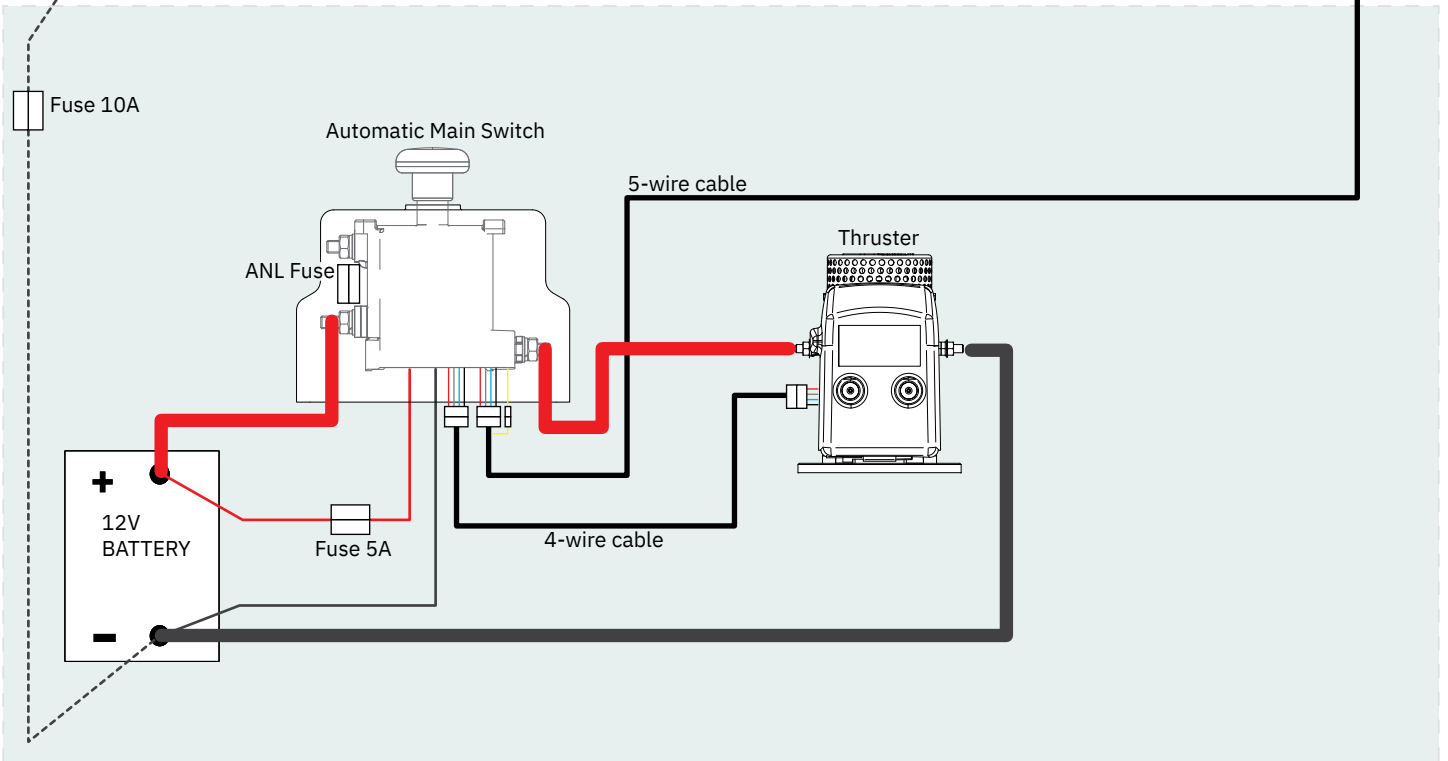 Fuse 10A
Automatic Main Switch
5-wire cable
Thruster
ANL Fuse
+
12V
BATTERY
Fuse 5A
4-wire cable
-